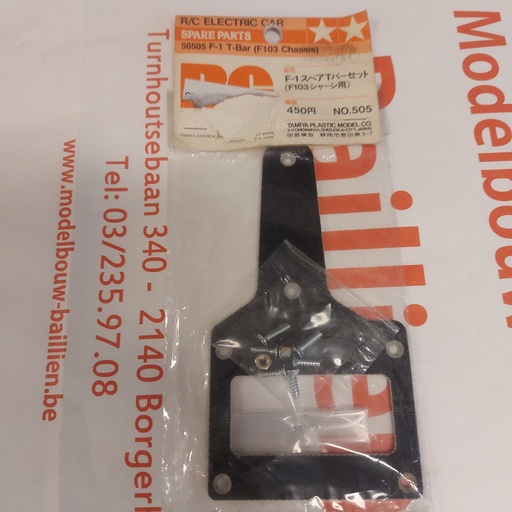 R/C ELECTRIC CAR
SPARE PARTS
50505 F-1 T-Bar (F103 Chassis)
F-1スペアTバーセット
(F103シャーシ用)
450円 NO.505
TAMIYA PLASTIC MODEL CO.
Turnhoutsebaan 340 - 2140 Borgerh
Tel: 03/235.97.08
www.modelbouw-baillien.be
Baillie
Modelbouw